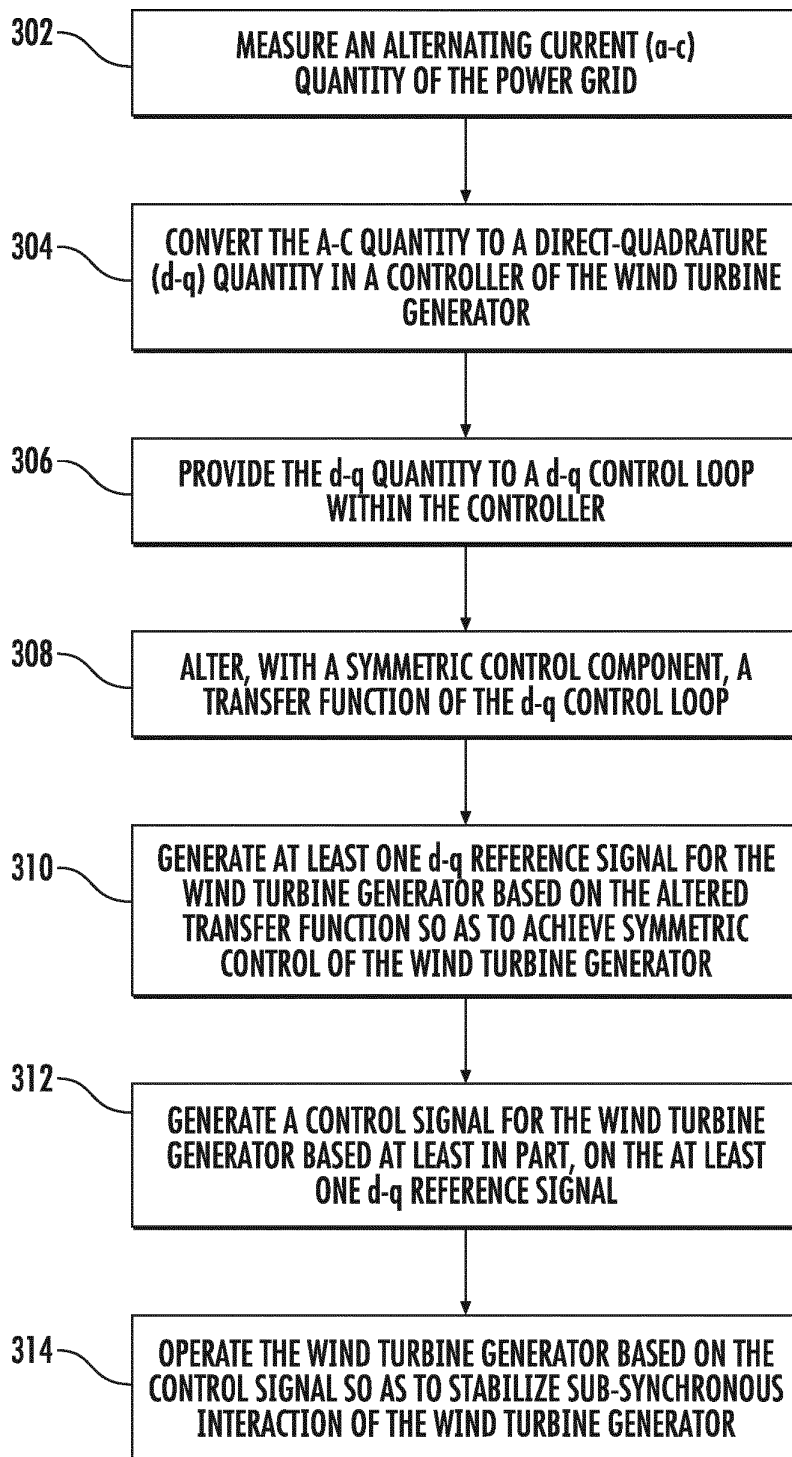 302
MEASURE AN ALTERNATING CURRENT (a-c)
QUANTITY OF THE POWER GRID
304
CONVERT THE A-C QUANTITY TO A DIRECT-QUADRATURE
(d-q) QUANTITY IN A CONTROLLER OF THE WIND TURBINE
GENERATOR
306
PROVIDE THE d-q QUANTITY TO A d-q CONTROL LOOP
WITHIN THE CONTROLLER
308
ALTER, WITH A SYMMETRIC CONTROL COMPONENT, A
TRANSFER FUNCTION OF THE d-q CONTROL LOOP
310
GENERATE AT LEAST ONE d-q REFERENCE SIGNAL FOR THE
WIND TURBINE GENERATOR BASED ON THE ALTERED
TRANSFER FUNCTION SO AS TO ACHIEVE SYMMETRIC
CONTROL OF THE WIND TURBINE GENERATOR
312
GENERATE A CONTROL SIGNAL FOR THE WIND TURBINE
GENERATOR BASED AT LEAST IN PART, ON THE AT LEAST
ONE d-q REFERENCE SIGNAL
314
OPERATE THE WIND TURBINE GENERATOR BASED ON THE
CONTROL SIGNAL SO AS TO STABILIZE SUB-SYNCHRONOUS
INTERACTION OF THE WIND TURBINE GENERATOR